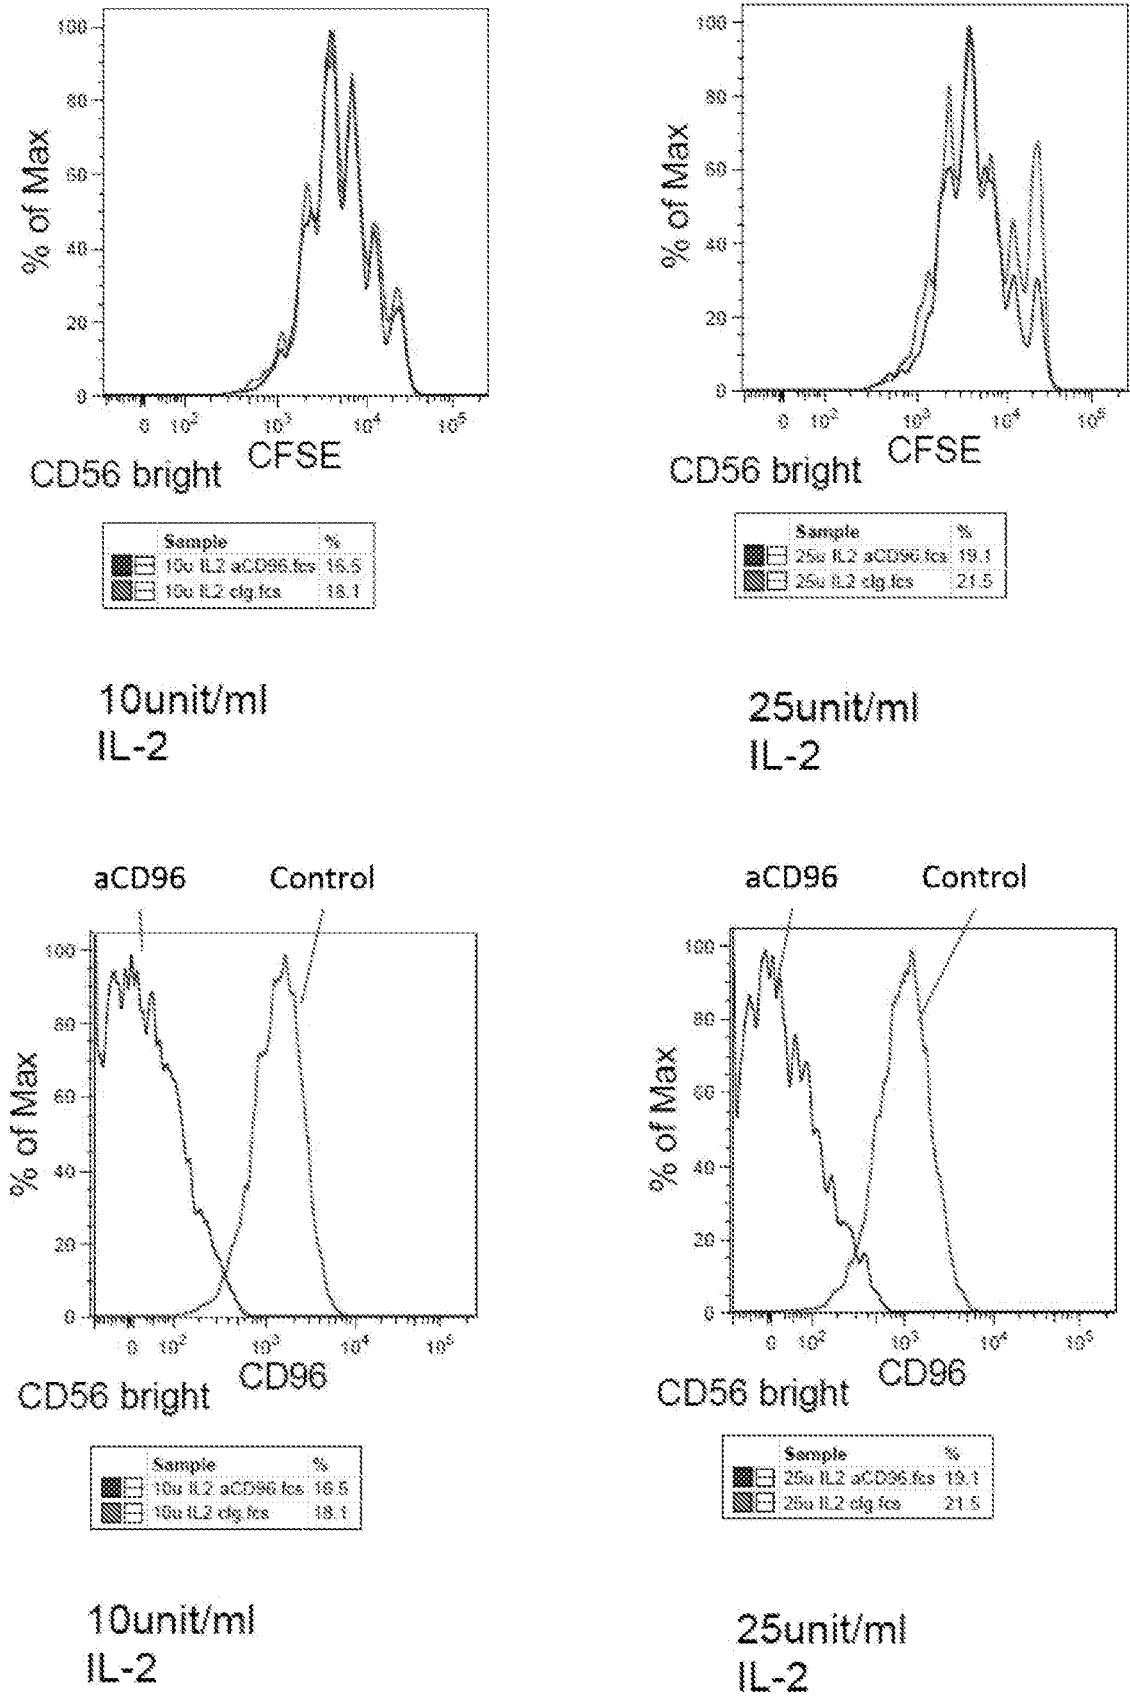 % of Max
100
80
60
40
20
0
0 10² 10³ 10⁴ 10⁵
CFSE
CD56 bright
Sample %
10u IL2 aCD96.fcs 16.5
10u IL2 cIg.fcs 18.1
10unit/ml
IL-2
% of Max
100
80
60
40
20
0
0 10² 10³ 10⁴ 10⁵
CFSE
CD56 bright
Sample %
25u IL2 aCD96.fcs 19.1
25u IL2 cIg.fcs 21.5
25unit/ml
IL-2
aCD96 Control
% of Max
100
80
60
40
20
0
0 10² 10³ 10⁴ 10⁵
CD96
CD56 bright
Sample %
10u IL2 aCD96.fcs 16.5
10u IL2 cIg.fcs 18.1
10unit/ml
IL-2
aCD96 Control
% of Max
100
80
60
40
20
0
0 10² 10³ 10⁴ 10⁵
CD96
CD56 bright
Sample %
25u IL2 aCD96.fcs 19.1
25u IL2 cIg.fcs 21.5
25unit/ml
IL-2